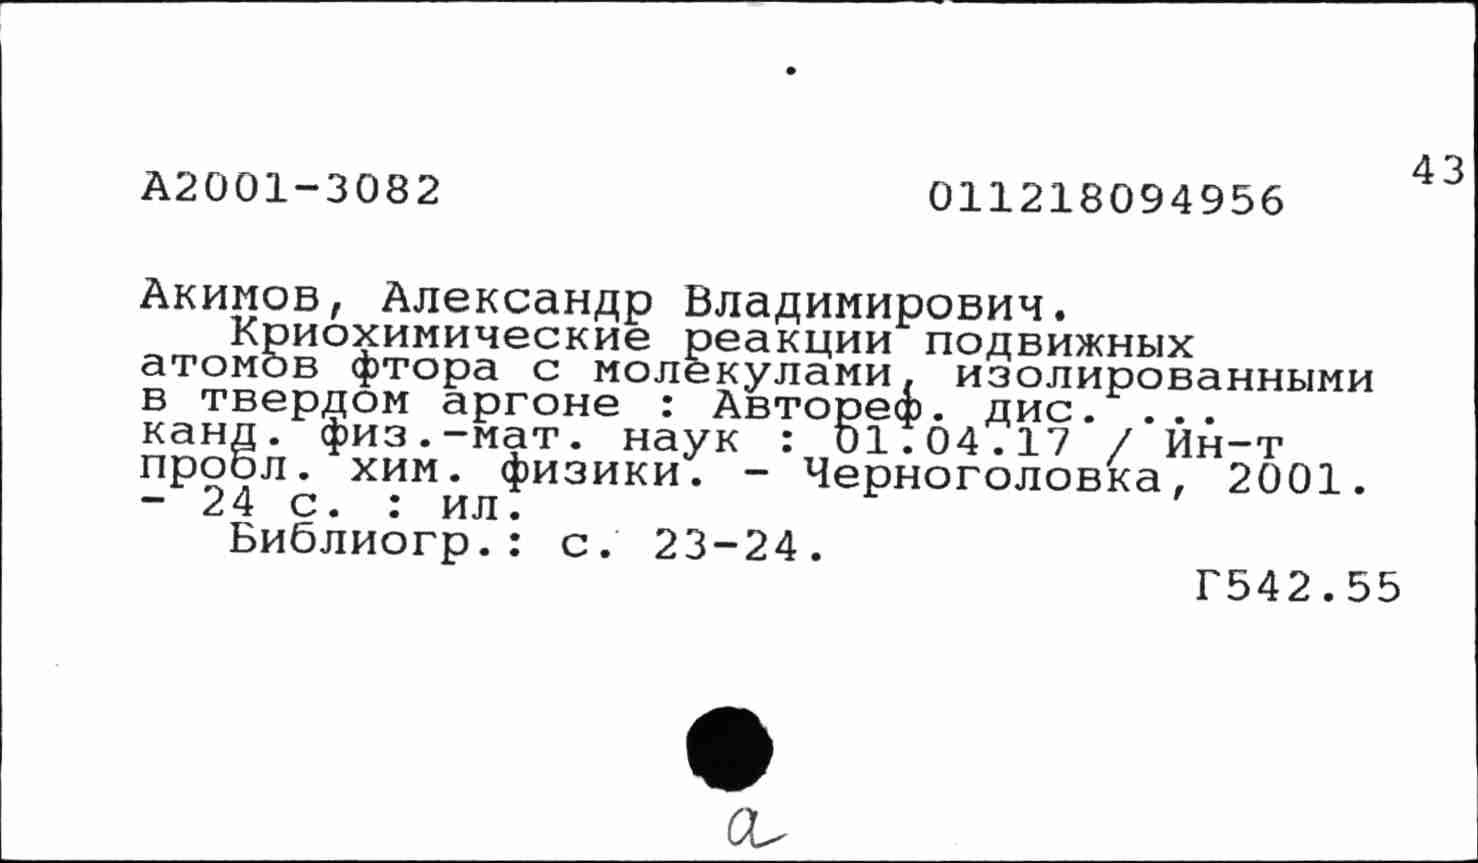 43
А2001-3082 011218094956
Акимов, Александр Владимирович.
Криохимические реакции подвижных
атомов фтора с молекулами, изолированными
в твердом аргоне : Автореф. дис. ...
канд. физ.-мат. наук : 01.04.17 / Ин-т
пробл. хим. физики. - Черноголовка, 2001.
- 24 с. : ил.
Библиогр.: с. 23-24.
Г542.55
а